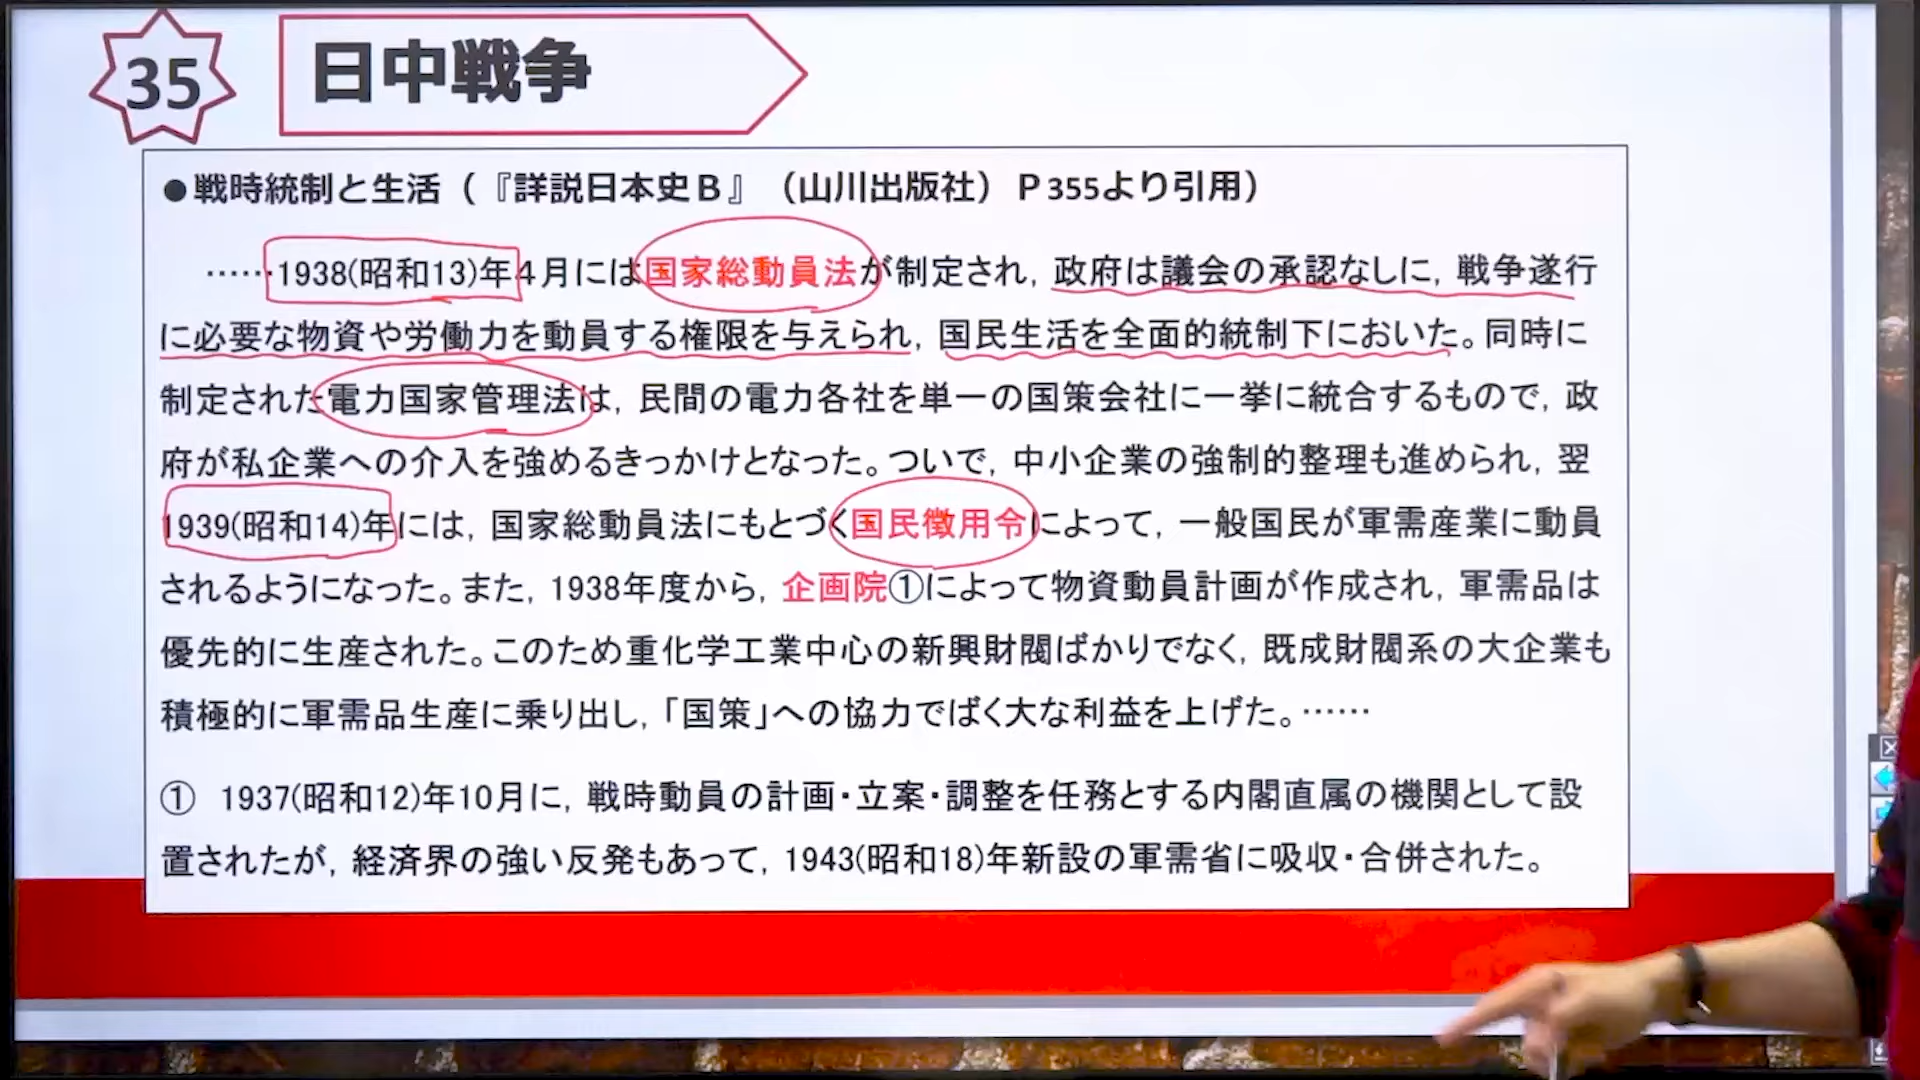 35
日中戦争
●戦時統制と生活（『詳説日本史Ｂ』（山川出版社）Ｐ355より引用）
……1938(昭和13)年４月には国家総動員法が制定され，政府は議会の承認なしに，戦争遂行
に必要な物資や労働力を動員する権限を与えられ，国民生活を全面的統制下においた。同時に
制定された電力国家管理法は，民間の電力各社を単一の国策会社に一挙に統合するもので，政
府が私企業への介入を強めるきっかけとなった。ついで，中小企業の強制的整理も進められ，翌
1939(昭和14)年には，国家総動員法にもとづく国民徴用令によって，一般国民が軍需産業に動員
されるようになった。また，1938年度から，企画院①によって物資動員計画が作成され，軍需品は
優先的に生産された。このため重化学工業中心の新興財閥ばかりでなく，既成財閥系の大企業も
積極的に軍需品生産に乗り出し，「国策」への協力でばく大な利益を上げた。……
① 1937(昭和12)年10月に，戦時動員の計画・立案・調整を任務とする内閣直属の機関として設
置されたが，経済界の強い反発もあって，1943(昭和18)年新設の軍需省に吸収・合併された。